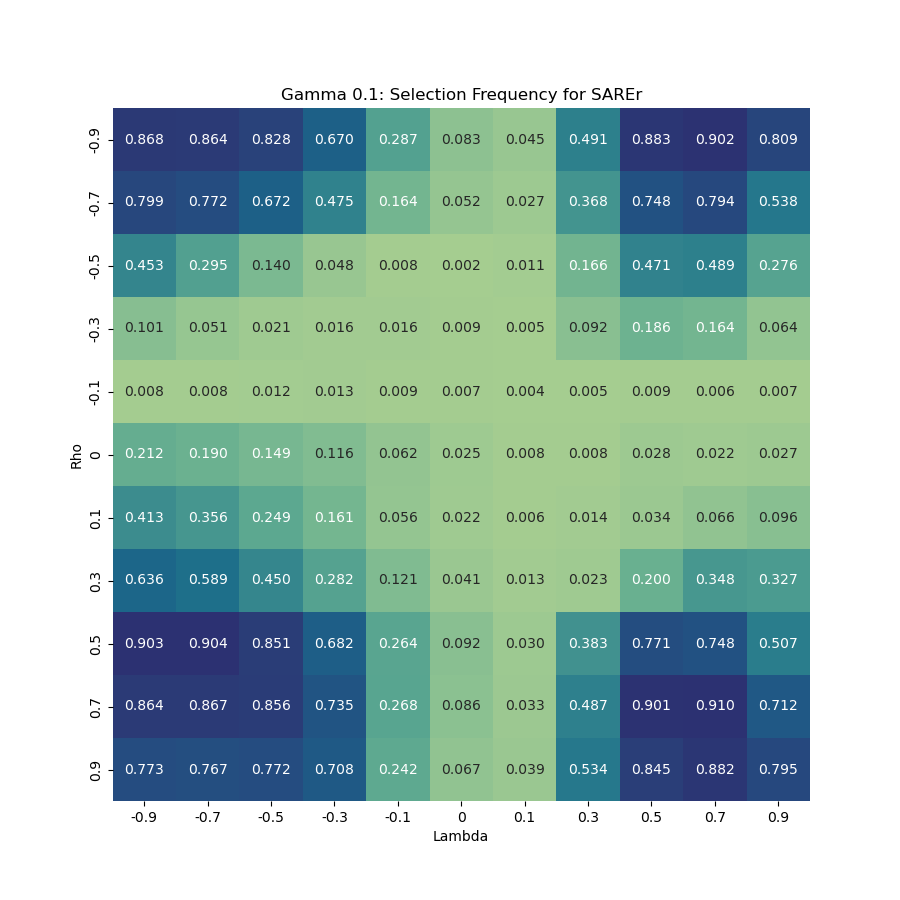 Gamma 0.1: Selection Frequency for SAREr
-0.9 0.868 0.864 0.828 0.670 0.287 0.083 0.045 0.491 0.883 0.902 0.809
-0.7 0.799 0.772 0.672 0.475 0.164 0.052 0.027 0.368 0.748 0.794 0.538
-0.5 0.453 0.295 0.140 0.048 0.008 0.002 0.011 0.166 0.471 0.489 0.276
-0.3 0.101 0.051 0.021 0.016 0.016 0.009 0.005 0.092 0.186 0.164 0.064
-0.1 0.008 0.008 0.012 0.013 0.009 0.007 0.004 0.005 0.009 0.006 0.007
Rho
0 0.212 0.190 0.149 0.116 0.062 0.025 0.008 0.008 0.028 0.022 0.027
0.1 0.413 0.356 0.249 0.161 0.056 0.022 0.006 0.014 0.034 0.066 0.096
0.3 0.636 0.589 0.450 0.282 0.121 0.041 0.013 0.023 0.200 0.348 0.327
0.5 0.903 0.904 0.851 0.682 0.264 0.092 0.030 0.383 0.771 0.748 0.507
0.7 0.864 0.867 0.856 0.735 0.268 0.086 0.033 0.487 0.901 0.910 0.712
0.9 0.773 0.767 0.772 0.708 0.242 0.067 0.039 0.534 0.845 0.882 0.795
-0.9 -0.7 -0.5 -0.3 -0.1 0 0.1 0.3 0.5 0.7 0.9
Lambda